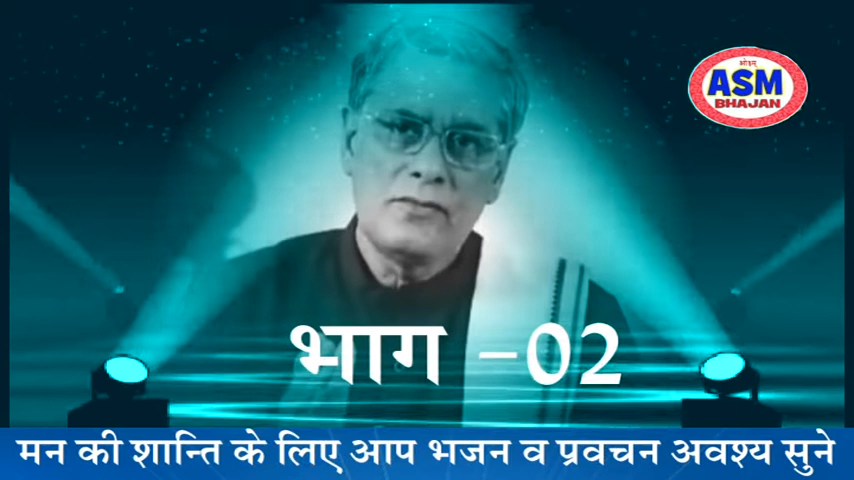 ओ३म्
ASM
BHAJAN
भाग -02
मन की शान्ति के लिए आप भजन व प्रवचन अवश्य सुने